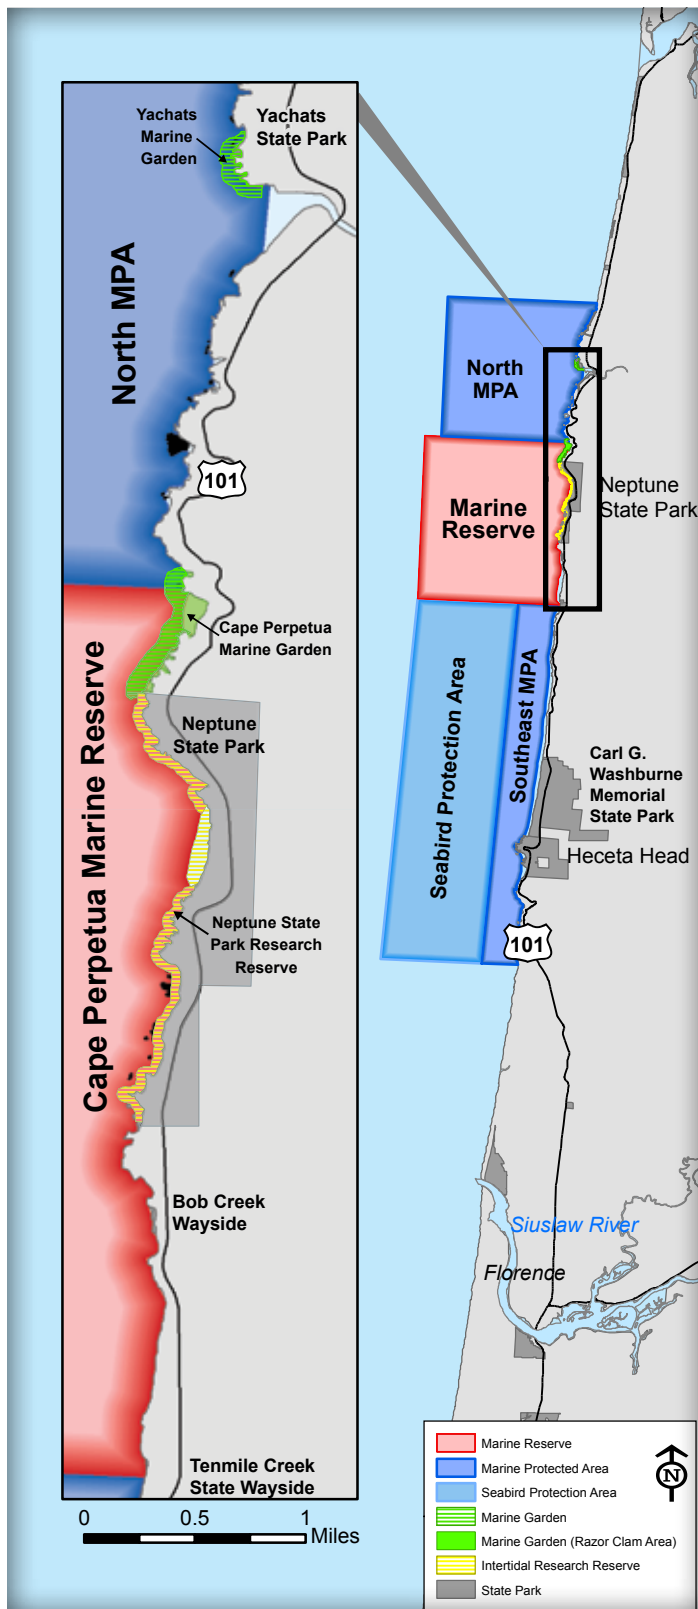 Yachats
Marine
Garden
Yachats
State Park
North MPA
101
Cape Perpetua
Marine Garden
Cape Perpetua Marine Reserve
Neptune
State Park
Neptune State
Park Research
Reserve
Bob Creek
Wayside
Tenmile Creek
State Wayside
0 0.5 1
Miles
North
MPA
Marine
Reserve
Neptune
State Park
Seabird Protection Area
Southeast MPA
Carl G.
Washburne
Memorial
State Park
Heceta Head
101
Siuslaw River
Florence
Marine Reserve
Marine Protected Area
Seabird Protection Area
Marine Garden
Marine Garden (Razor Clam Area)
Intertidal Research Reserve
State Park
N